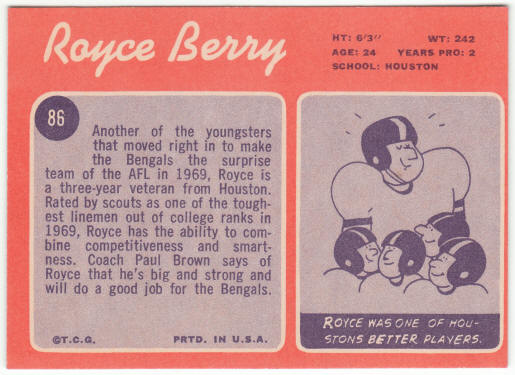 Royce Berry
HT: 6'3" WT: 242
AGE: 24 YEARS PRO: 2
SCHOOL: HOUSTON
86
Another of the youngsters
that moved right in to make
the Bengals the surprise
team of the AFL in 1969, Royce is
a three-year veteran from Houston.
Rated by scouts as one of the tough-
est linemen out of college ranks in
1969, Royce has the ability to com-
bine competitiveness and smart-
ness. Coach Paul Brown says of
Royce that he's big and strong and
will do a good job for the Bengals.
©T.C.G. PRTD. IN U.S.A.
ROYCE WAS ONE OF HOU-
STONS BETTER PLAYERS.